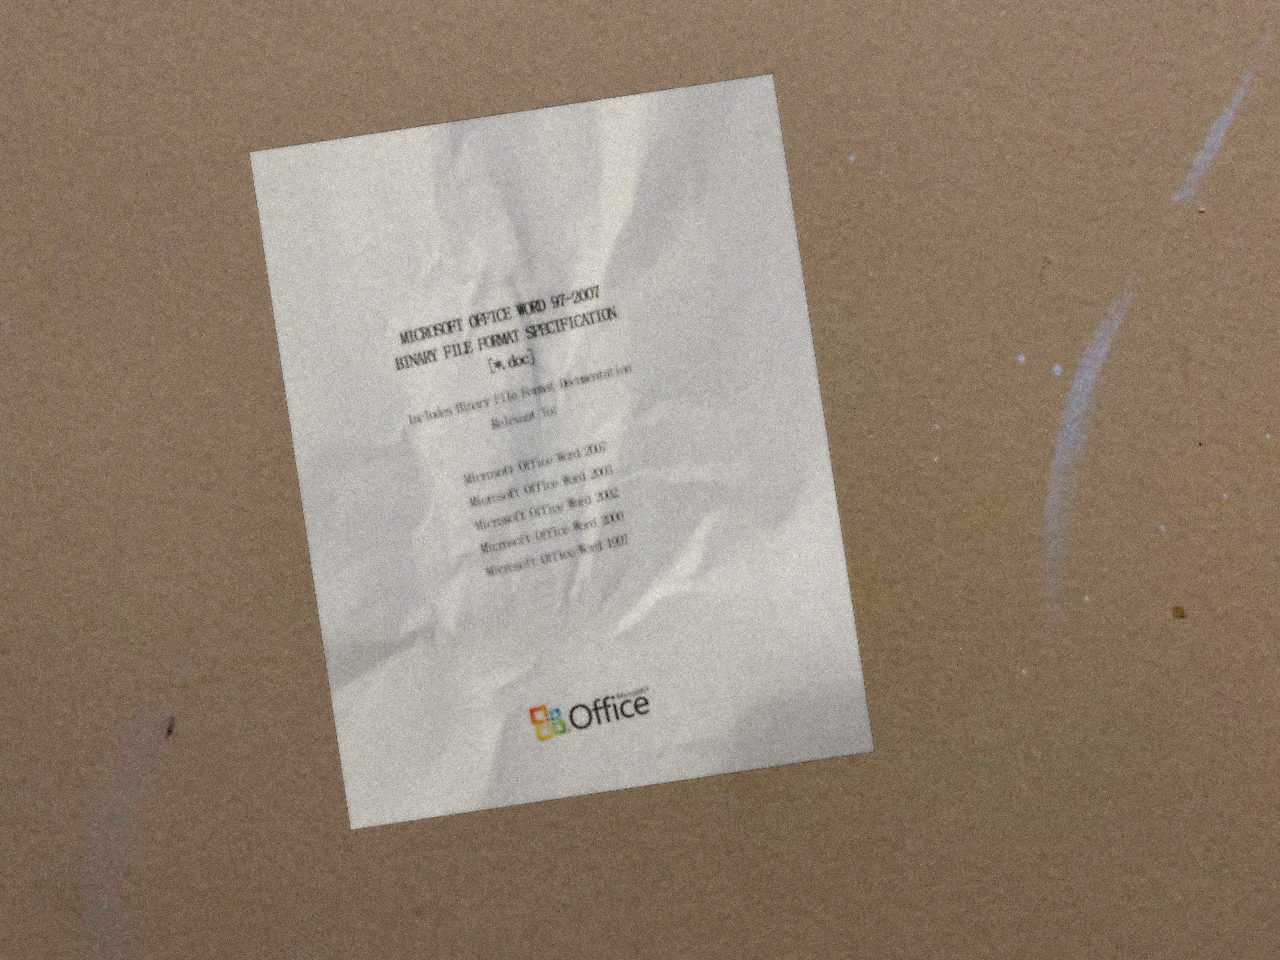 MICROSOFT OFFICE WORD 97-2007
BINARY FILE FORMAT SPECIFICATION
[*.doc]
Includes Binary File Format Documentation
Relevant To:
Microsoft Office Word 2007
Microsoft Office Word 2003
Microsoft Office Word 2002
Microsoft Office Word 2000
Microsoft Office Word 1997
Microsoft
Office